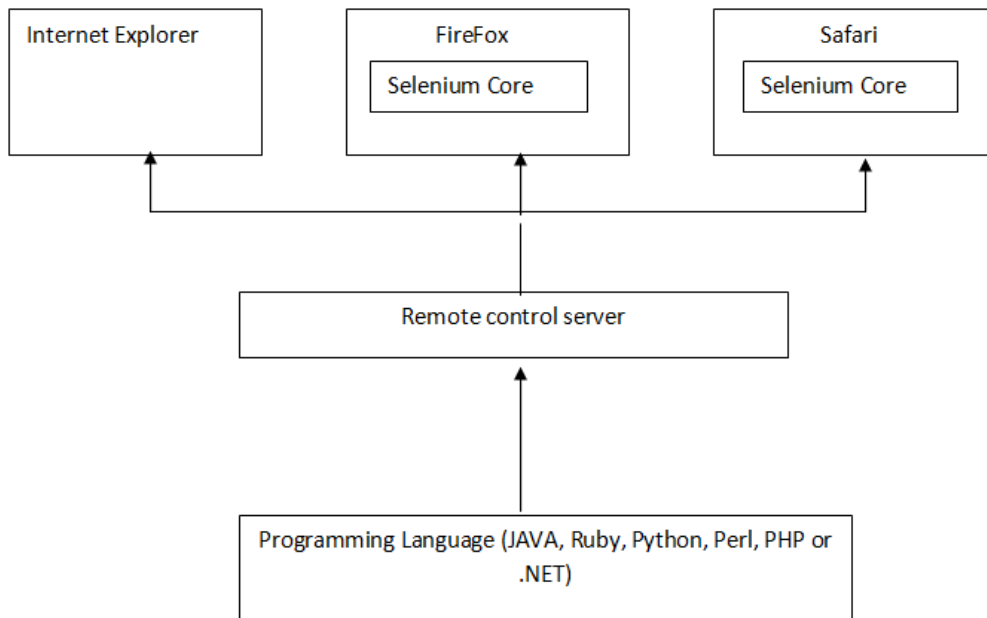 Internet Explorer
FireFox
Safari
Selenium Core
Selenium Core
Remote control server
Programming Language (JAVA, Ruby, Python, Perl, PHP or
.NET)